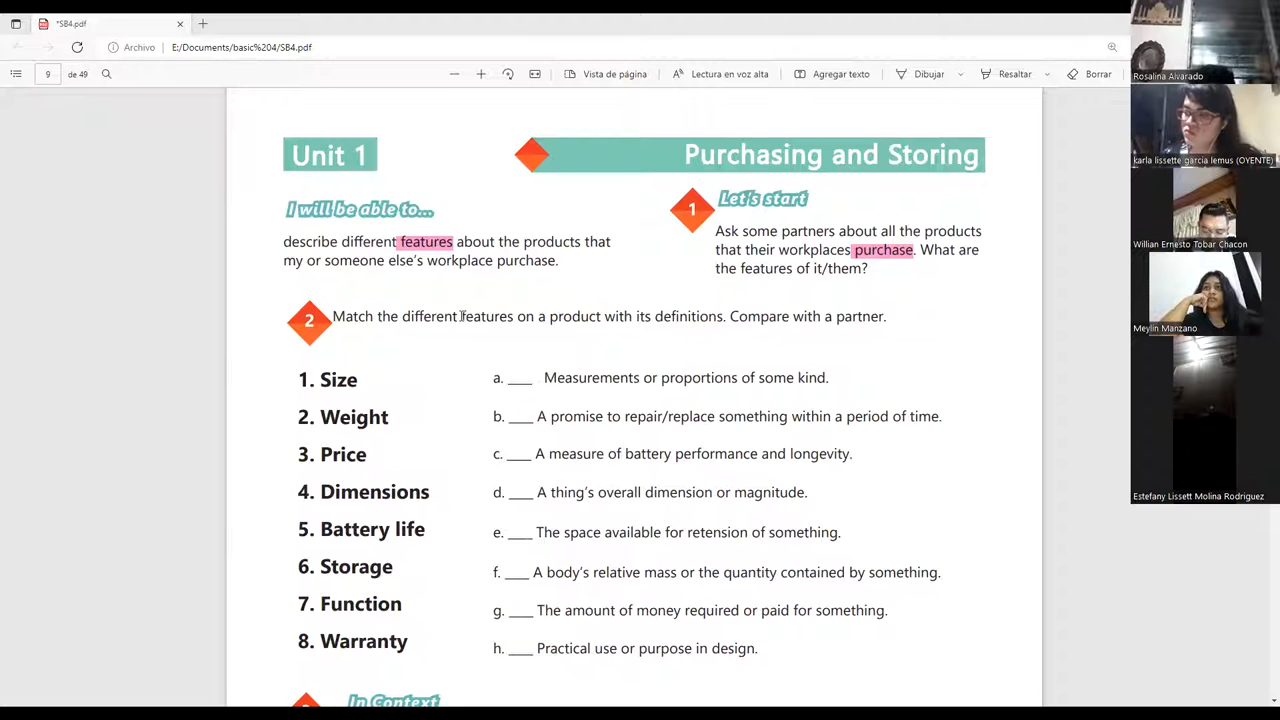 *SB4.pdf
Archivo
E:/Documents/basic%204/SB4.pdf
9
de 49
Vista de página
Lectura en voz alta
Agregar texto
Dibujar
Resaltar
Borrar
Unit 1
Purchasing and Storing
I will be able to...
describe different features about the products that
my or someone else's workplace purchase.
1
Let's start
Ask some partners about all the products
that their workplaces purchase. What are
the features of it/them?
2
Match the different features on a product with its definitions. Compare with a partner.
1. Size
a. ____ Measurements or proportions of some kind.
2. Weight
b. ____ A promise to repair/replace something within a period of time.
3. Price
c. ____ A measure of battery performance and longevity.
4. Dimensions
d. ____ A thing's overall dimension or magnitude.
5. Battery life
e. ____ The space available for retension of something.
6. Storage
f. ____ A body's relative mass or the quantity contained by something.
7. Function
g. ____ The amount of money required or paid for something.
8. Warranty
h. ____ Practical use or purpose in design.
In Context
Rosalina Alvarado
karla lissette garcia lemus (OYENTE)
Willian Ernesto Tobar Chacon
Meylin Manzano
Estefany Lissett Molina Rodriguez